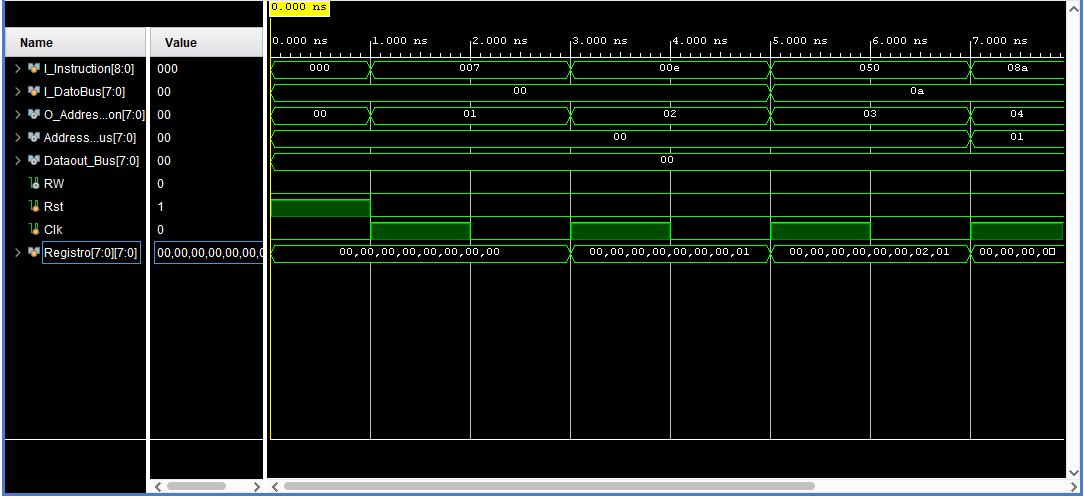 0.000 ns
Name Value 0.000 ns 1.000 ns 2.000 ns 3.000 ns 4.000 ns 5.000 ns 6.000 ns 7.000 ns
I_Instruction[8:0] 000 000 007 00e 050 08a
I_DatoBus[7:0] 00 00 0a
O_Addres...on[7:0] 00 00 01 02 03 04
Address...us[7:0] 00 00 01
Dataout_Bus[7:0] 00 00
RW 0
Rst 1
Clk 0
Registro[7:0][7:0] 00,00,00,00,00,00,0 00,00,00,00,00,00,00,00 00,00,00,00,00,00,00,01 00,00,00,00,00,00,02,01 00,00,00,0